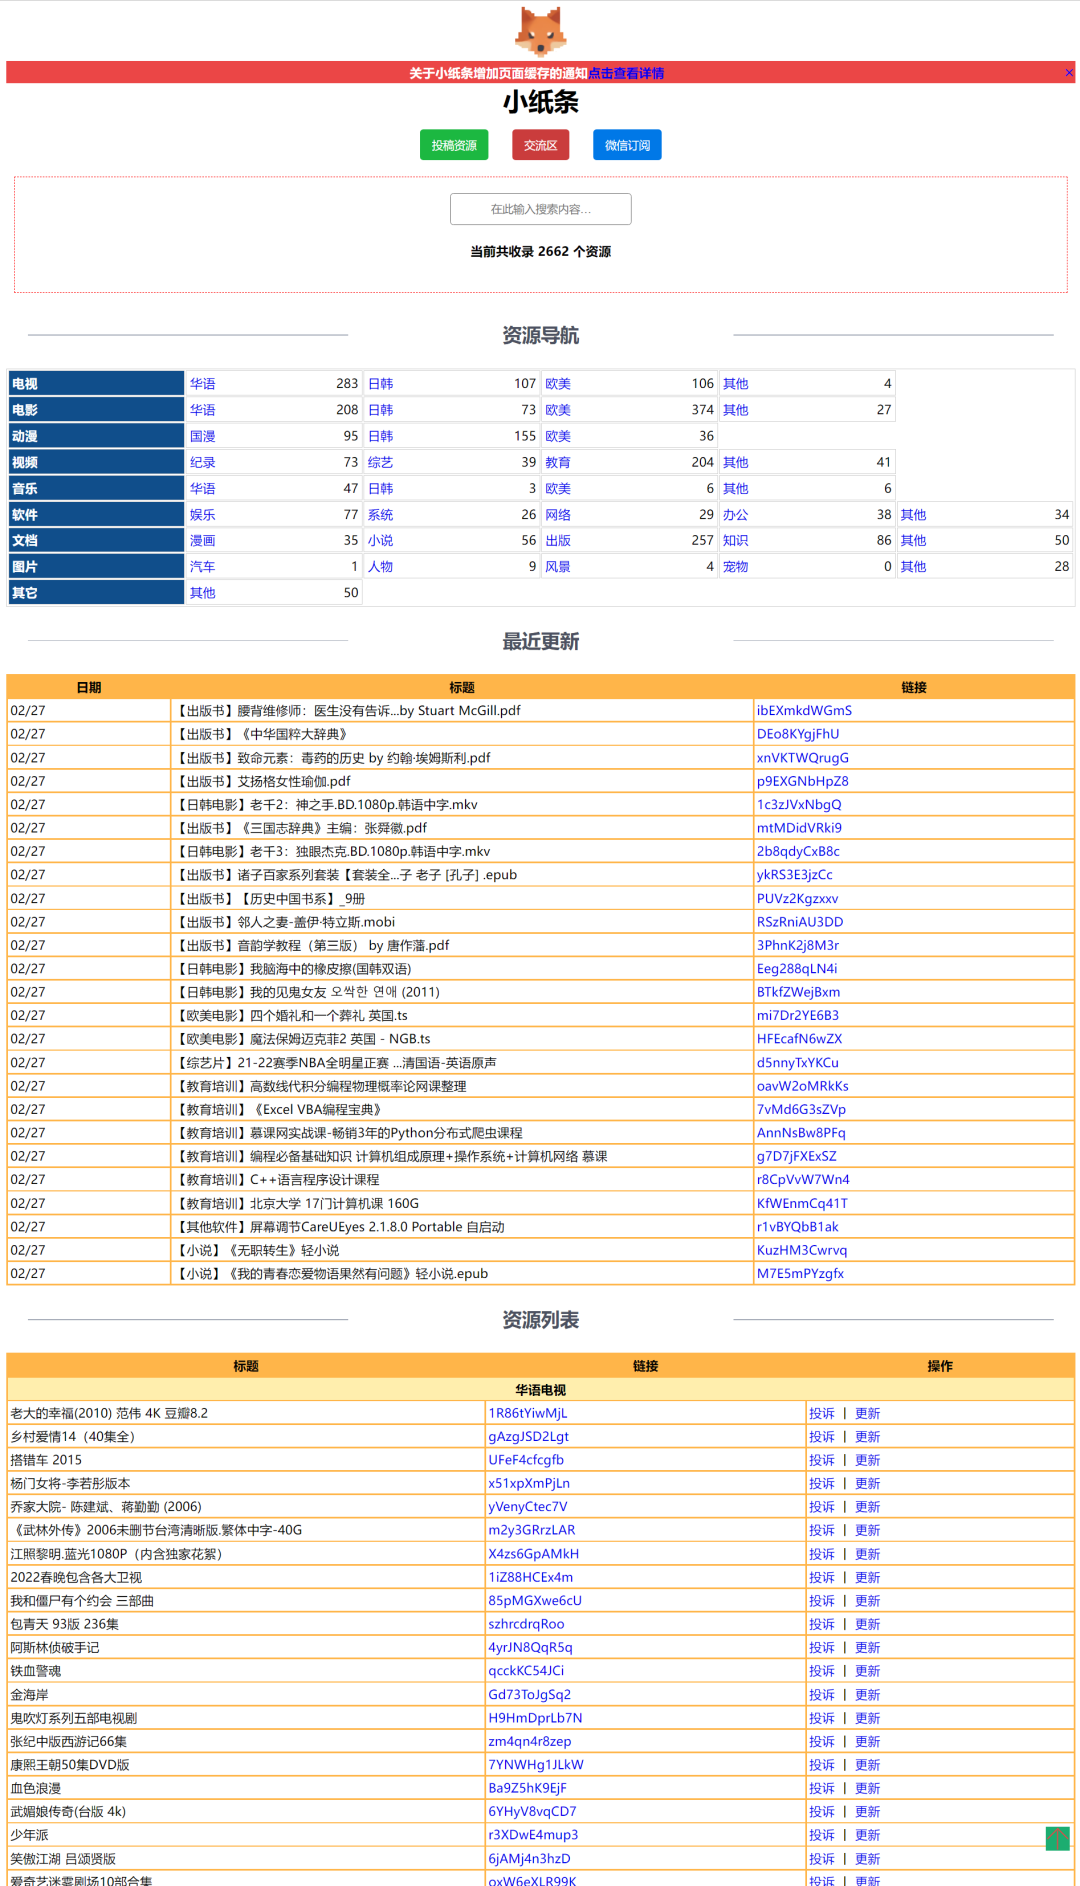 关于小纸条增加页面缓存的通知点击查看详情 ×
小纸条
投稿资源 交流区 微信订阅
在此输入搜索内容...
当前共收录 2662 个资源
资源导航
电视 华语 283 日韩 107 欧美 106 其他 4
电影 华语 208 日韩 73 欧美 374 其他 27
动漫 国漫 95 日韩 155 欧美 36
视频 纪录 73 综艺 39 教育 204 其他 41
音乐 华语 47 日韩 3 欧美 6 其他 6
软件 娱乐 77 系统 26 网络 29 办公 38 其他 34
文档 漫画 35 小说 56 出版 257 知识 86 其他 50
图片 汽车 1 人物 9 风景 4 宠物 0 其他 28
其它 其他 50
最近更新
日期 标题 链接
02/27 【出版书】腰背维修师：医生没有告诉...by Stuart McGill.pdf ibEXmkdWGmS
02/27 【出版书】《中华国粹大辞典》 DEo8KYgjFhU
02/27 【出版书】致命元素：毒药的历史 by 约翰·埃姆斯利.pdf xnVKTWQrugG
02/27 【出版书】艾扬格女性瑜伽.pdf p9EXGNbHpZ8
02/27 【日韩电影】老千2：神之手.BD.1080p.韩语中字.mkv 1c3zJVxNbgQ
02/27 【出版书】《三国志辞典》主编：张舜徽.pdf mtMDidVRki9
02/27 【日韩电影】老千3：独眼杰克.BD.1080p.韩语中字.mkv 2b8qdyCxB8c
02/27 【出版书】诸子百家系列套装【套装全...子 老子 [孔子] .epub ykRS3E3jzCc
02/27 【出版书】【历史中国书系】_9册 PUVz2Kgzxxv
02/27 【出版书】邻人之妻-盖伊·特立斯.mobi RSzRniAU3DD
02/27 【出版书】音韵学教程（第三版） by 唐作藩.pdf 3PhnK2j8M3r
02/27 【日韩电影】我脑海中的橡皮擦(国韩双语) Eeg288qLN4i
02/27 【日韩电影】我的见鬼女友 오싹한 연애 (2011) BTkfZWejBxm
02/27 【欧美电影】四个婚礼和一个葬礼 英国.ts mi7Dr2YE6B3
02/27 【欧美电影】魔法保姆迈克菲2 英国 - NGB.ts HFEcafN6wZX
02/27 【综艺片】21-22赛季NBA全明星正赛 ...清国语-英语原声 d5nnyTxYKCu
02/27 【教育培训】高数线代积分编程物理概率论网课整理 oavW2oMRkKs
02/27 【教育培训】《Excel VBA编程宝典》 7vMd6G3sZVp
02/27 【教育培训】慕课网实战课-畅销3年的Python分布式爬虫课程 AnnNsBw8PFq
02/27 【教育培训】编程必备基础知识 计算机组成原理+操作系统+计算机网络 慕课 g7D7jFXExSZ
02/27 【教育培训】C++语言程序设计课程 r8CpVvW7Wn4
02/27 【教育培训】北京大学 17门计算机课 160G KfWEnmCq41T
02/27 【其他软件】屏幕调节CareUEyes 2.1.8.0 Portable 自启动 r1vBYQbB1ak
02/27 【小说】《无职转生》轻小说 KuzHM3Cwrvq
02/27 【小说】《我的青春恋爱物语果然有问题》轻小说.epub M7E5mPYzgfx
资源列表
标题 链接 操作
华语电视
老大的幸福(2010) 范伟 4K 豆瓣8.2 1R86tYiwMjL 投诉 | 更新
乡村爱情14（40集全） gAzgJSD2Lgt 投诉 | 更新
搭错车 2015 UFeF4cfcgfb 投诉 | 更新
杨门女将-李若彤版本 x51xpXmPjLn 投诉 | 更新
乔家大院- 陈建斌、蒋勤勤 (2006) yVenyCtec7V 投诉 | 更新
《武林外传》2006未删节台湾清晰版.繁体中字-40G m2y3GRrzLAR 投诉 | 更新
江照黎明.蓝光1080P（内含独家花絮） X4zs6GpAMkH 投诉 | 更新
2022春晚包含各大卫视 1iZ88HCEx4m 投诉 | 更新
我和僵尸有个约会 三部曲 85pMGXwe6cU 投诉 | 更新
包青天 93版 236集 szhrcdrqRoo 投诉 | 更新
阿斯林侦破手记 4yrJN8QqR5q 投诉 | 更新
铁血警魂 qcckKC54JCi 投诉 | 更新
金海岸 Gd73ToJgSq2 投诉 | 更新
鬼吹灯系列五部电视剧 H9HmDprLb7N 投诉 | 更新
张纪中版西游记66集 zm4qn4r8zep 投诉 | 更新
康熙王朝50集DVD版 7YNWHg1JLkW 投诉 | 更新
血色浪漫 Ba9Z5hK9EjF 投诉 | 更新
武媚娘传奇(台版 4k) 6YHyV8vqCD7 投诉 | 更新
少年派 r3XDwE4mup3 投诉 | 更新
笑傲江湖 吕颂贤版 6jAMj4n3hzD 投诉 | 更新
爱奇艺迷雾剧场10部合集 oxW6eXLR99K 投诉 | 更新